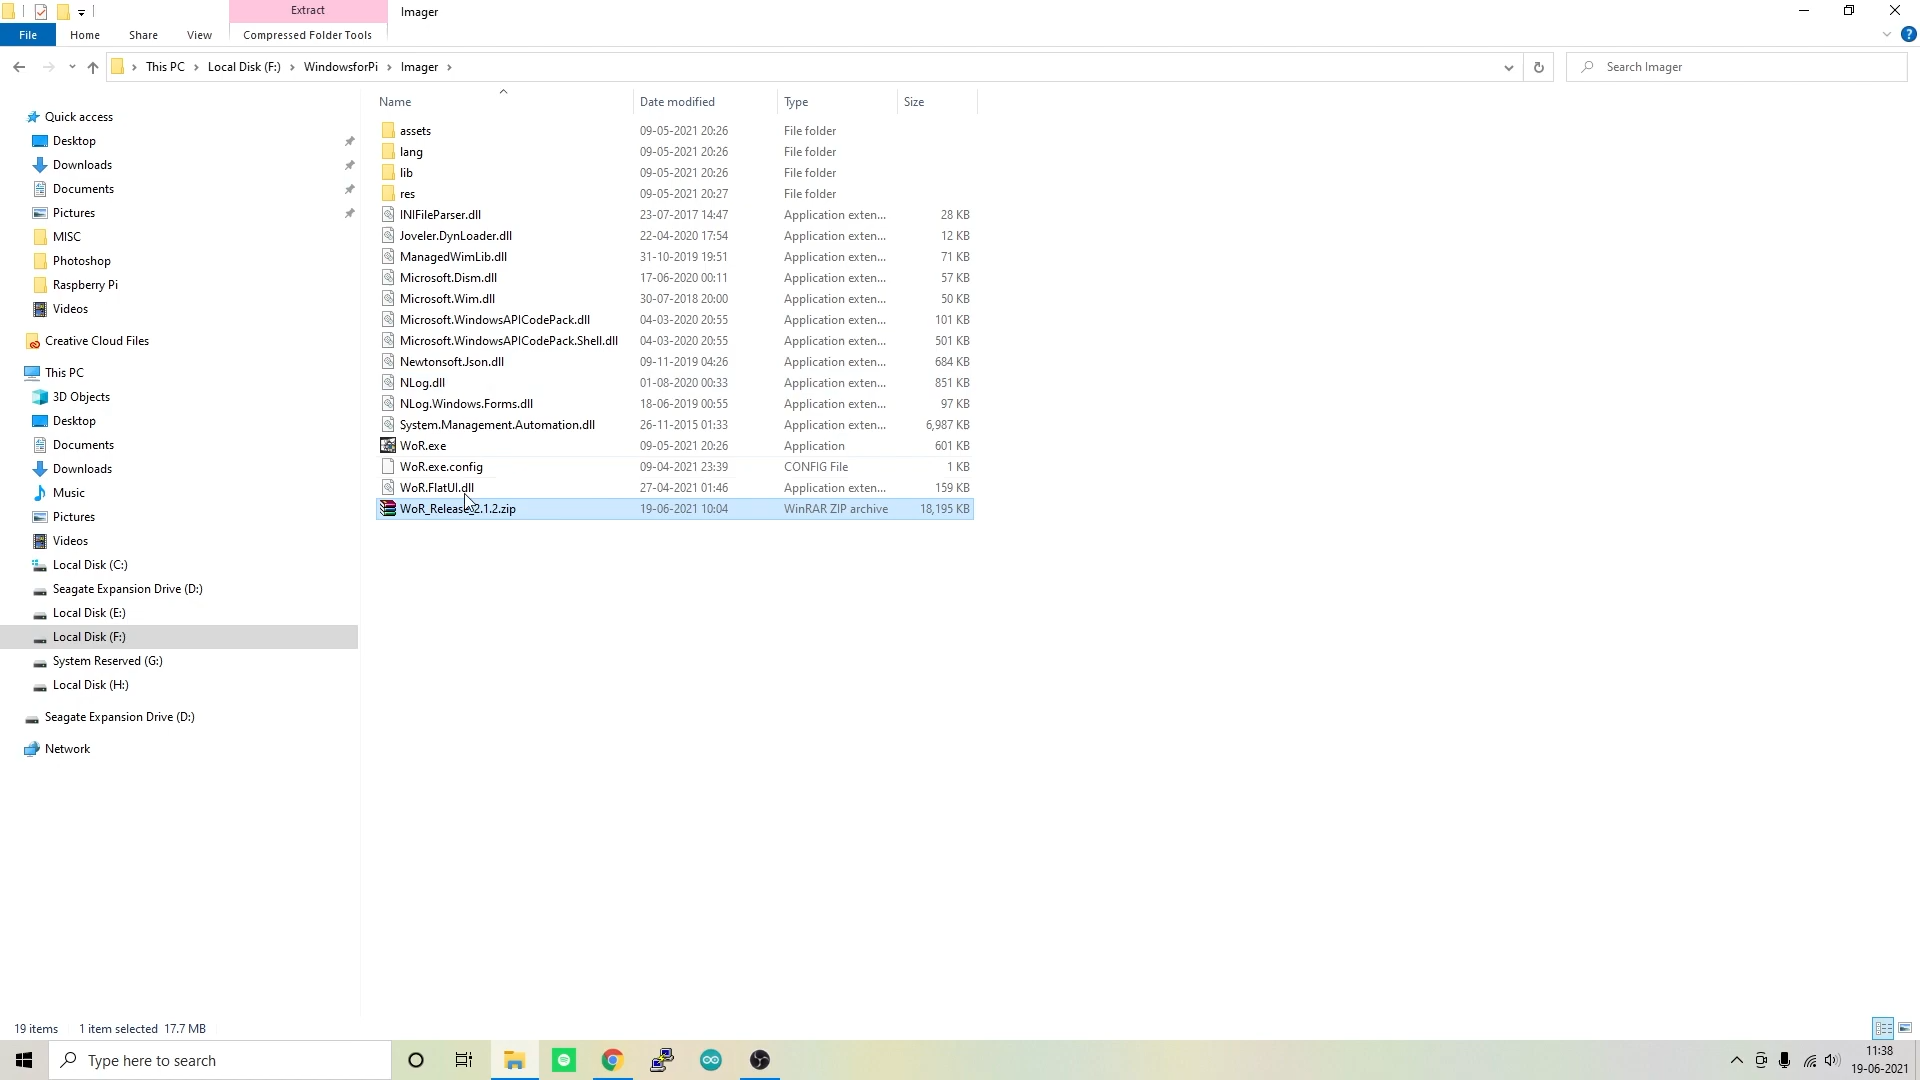 Extract
Imager
File
Home
Share
View
Compressed Folder Tools
This PC
Local Disk (F:)
WindowsforPi
Imager
Search Imager
Name
Date modified
Type
Size
Quick access
Desktop
Downloads
Documents
Pictures
MISC
Photoshop
Raspberry Pi
Videos
Creative Cloud Files
This PC
3D Objects
Desktop
Documents
Downloads
Music
Pictures
Videos
Local Disk (C:)
Seagate Expansion Drive (D:)
Local Disk (E:)
Local Disk (F:)
System Reserved (G:)
Local Disk (H:)
Seagate Expansion Drive (D:)
Network
assets 09-05-2021 20:26 File folder
lang 09-05-2021 20:26 File folder
lib 09-05-2021 20:26 File folder
res 09-05-2021 20:27 File folder
INIFileParser.dll 23-07-2017 14:47 Application exten... 28 KB
Joveler.DynLoader.dll 22-04-2020 17:54 Application exten... 12 KB
ManagedWimLib.dll 31-10-2019 19:51 Application exten... 71 KB
Microsoft.Dism.dll 17-06-2020 00:11 Application exten... 57 KB
Microsoft.Wim.dll 30-07-2018 20:00 Application exten... 50 KB
Microsoft.WindowsAPICodePack.dll 04-03-2020 20:55 Application exten... 101 KB
Microsoft.WindowsAPICodePack.Shell.dll 04-03-2020 20:55 Application exten... 501 KB
Newtonsoft.Json.dll 09-11-2019 04:26 Application exten... 684 KB
NLog.dll 01-08-2020 00:33 Application exten... 851 KB
NLog.Windows.Forms.dll 18-06-2019 00:55 Application exten... 97 KB
System.Management.Automation.dll 26-11-2015 01:33 Application exten... 6,987 KB
WoR.exe 09-05-2021 20:26 Application 601 KB
WoR.exe.config 09-04-2021 23:39 CONFIG File 1 KB
WoR.FlatUI.dll 27-04-2021 01:46 Application exten... 159 KB
WoR_Release_2.1.2.zip 19-06-2021 10:04 WinRAR ZIP archive 18,195 KB
19 items 1 item selected 17.7 MB
Type here to search
11:38
19-06-2021